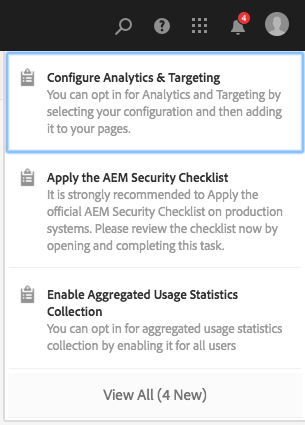 4
Configure Analytics & Targeting
You can opt in for Analytics and Targeting by
selecting your configuration and then adding
it to your pages.
Apply the AEM Security Checklist
It is strongly recommended to Apply the
official AEM Security Checklist on production
systems. Please review the checklist now by
opening and completing this task.
Enable Aggregated Usage Statistics
Collection
You can opt in for aggregated usage statistics
collection by enabling it for all users
View All (4 New)